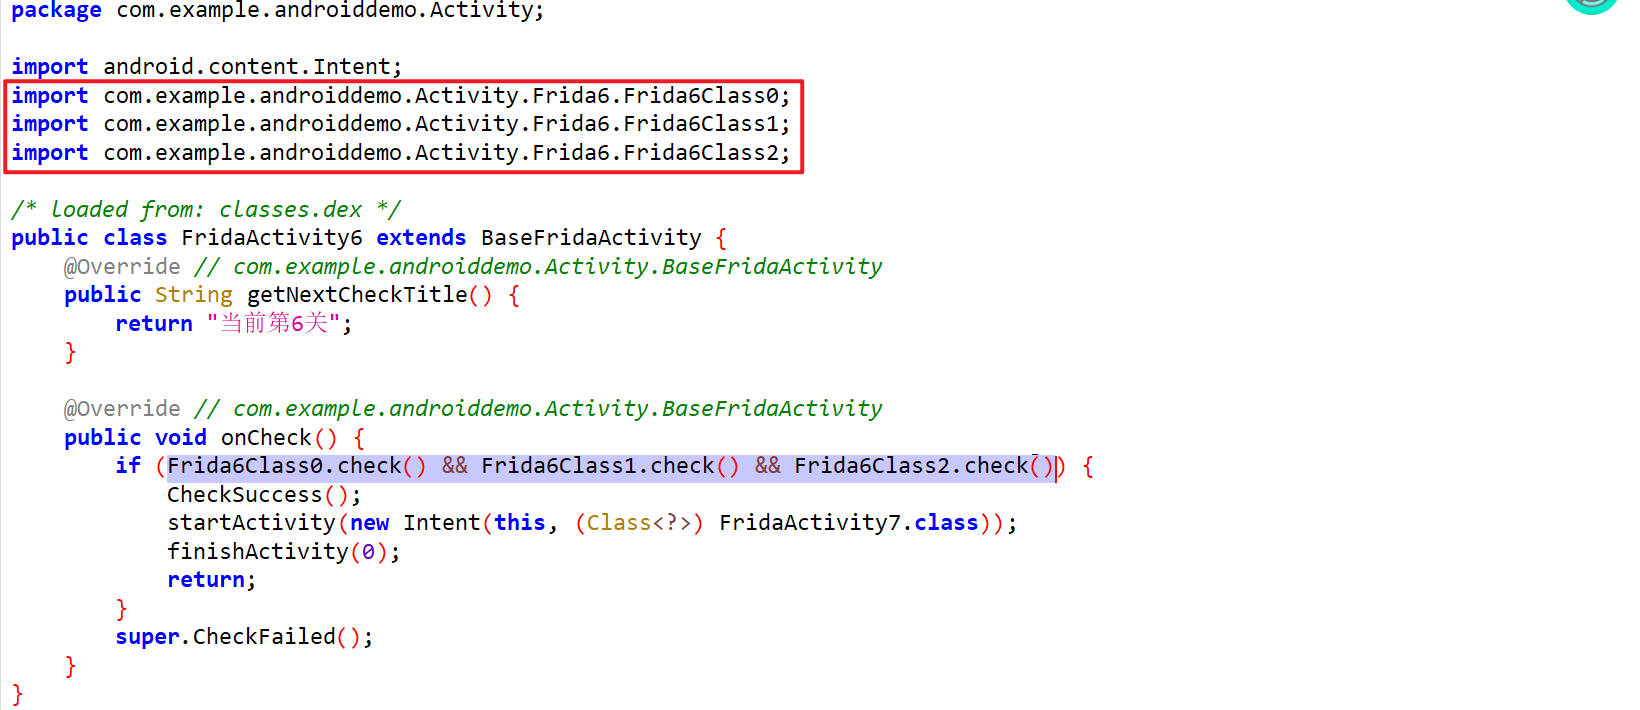 package com.example.androiddemo.Activity;
import android.content.Intent;
import com.example.androiddemo.Activity.Frida6.Frida6Class0;
import com.example.androiddemo.Activity.Frida6.Frida6Class1;
import com.example.androiddemo.Activity.Frida6.Frida6Class2;
/* loaded from: classes.dex */
public class FridaActivity6 extends BaseFridaActivity {
@Override // com.example.androiddemo.Activity.BaseFridaActivity
public String getNextCheckTitle() {
return "当前第6关";
}
@Override // com.example.androiddemo.Activity.BaseFridaActivity
public void onCheck() {
if (Frida6Class0.check() && Frida6Class1.check() && Frida6Class2.check()) {
CheckSuccess();
startActivity(new Intent(this, (Class<?>) FridaActivity7.class));
finishActivity(0);
return;
}
super.CheckFailed();
}
}